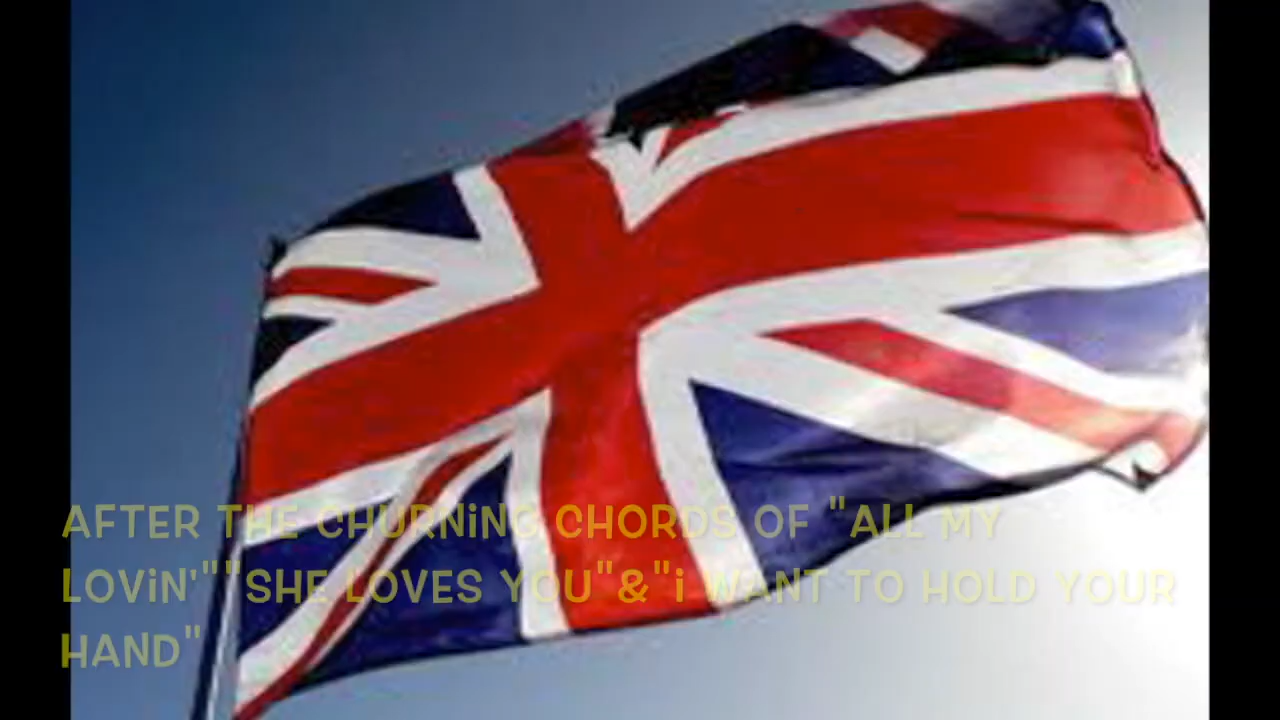 AFTER THE CHURNiNG CHORDS OF "ALL MY
LOViN'""SHE LOVES YOU"&"i WANT TO HOLD YOUR
HAND"